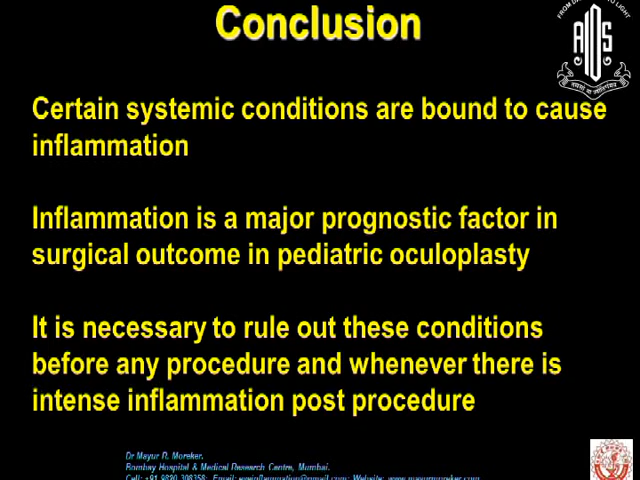 Conclusion
AIOS
Certain systemic conditions are bound to cause
inflammation
Inflammation is a major prognostic factor in
surgical outcome in pediatric oculoplasty
It is necessary to rule out these conditions
before any procedure and whenever there is
intense inflammation post procedure
Dr Mayur R. Moreker.
Bombay Hospital & Medical Research Centre, Mumbai.